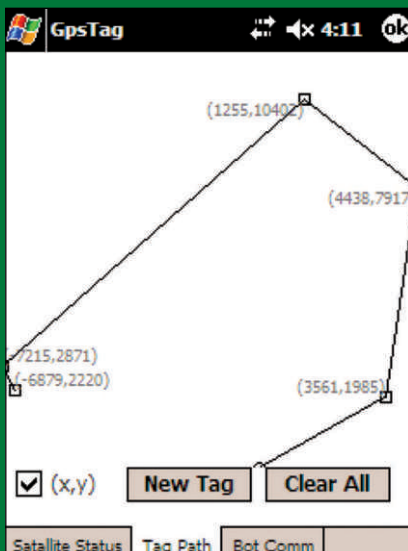 GpsTag 4:11 ok
(1255,10402)
(4438,7917
(-7215,2871)
(-6879,2220)
(3561,1985)
(x,y) New Tag Clear All
Satallite Status Tag Path Bot Comm